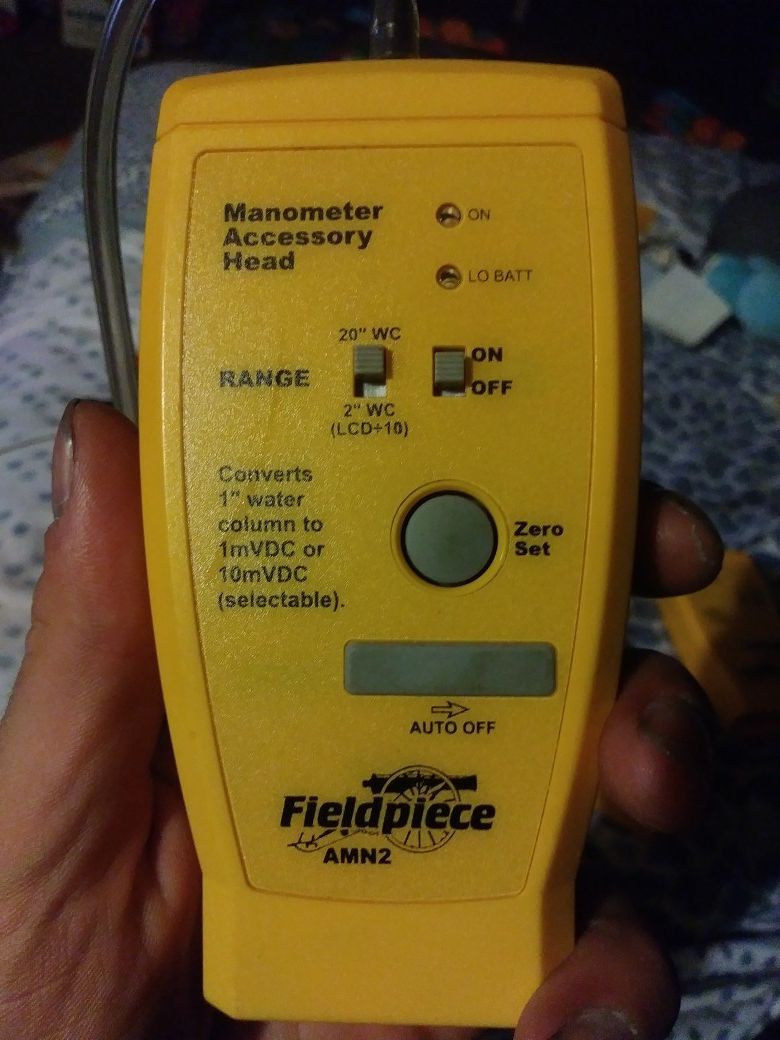 Manometer
Accessory
Head
ON
LO BATT
20" WC
RANGE
2" WC
(LCD÷10)
ON
OFF
Converts
1" water
column to
1mVDC or
10mVDC
(selectable).
Zero
Set
AUTO OFF
Fieldpiece
AMN2